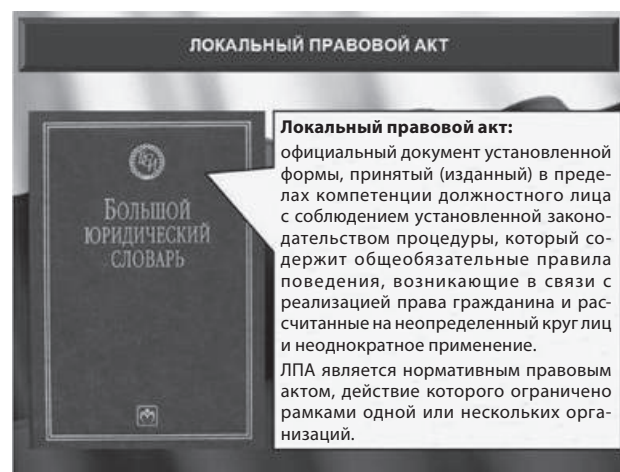 ЛОКАЛЬНЫЙ ПРАВОВОЙ АКТ
БОЛЬШОЙ
ЮРИДИЧЕСКИЙ
СЛОВАРЬ
Локальный правовой акт:
официальный документ установленной
формы, принятый (изданный) в преде-
лах компетенции должностного лица
с соблюдением установленной законо-
дательством процедуры, который со-
держит общеобязательные правила
поведения, возникающие в связи с
реализацией права гражданина и рас-
считанные на неопределенный круг лиц
и неоднократное применение.
ЛПА является нормативным правовым
актом, действие которого ограничено
рамками одной или нескольких орга-
низаций.